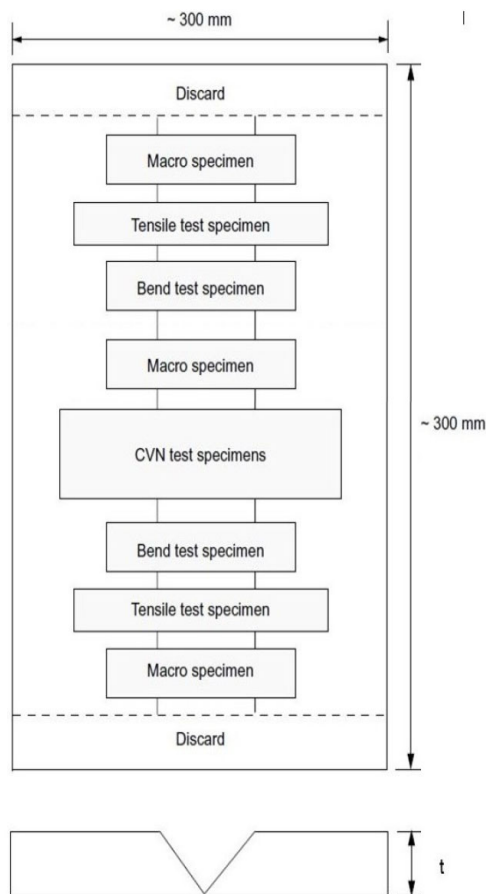 ~ 300 mm
Discard
Macro specimen
Tensile test specimen
Bend test specimen
Macro specimen
~ 300 mm
CVN test specimens
Bend test specimen
Tensile test specimen
Macro specimen
Discard
t